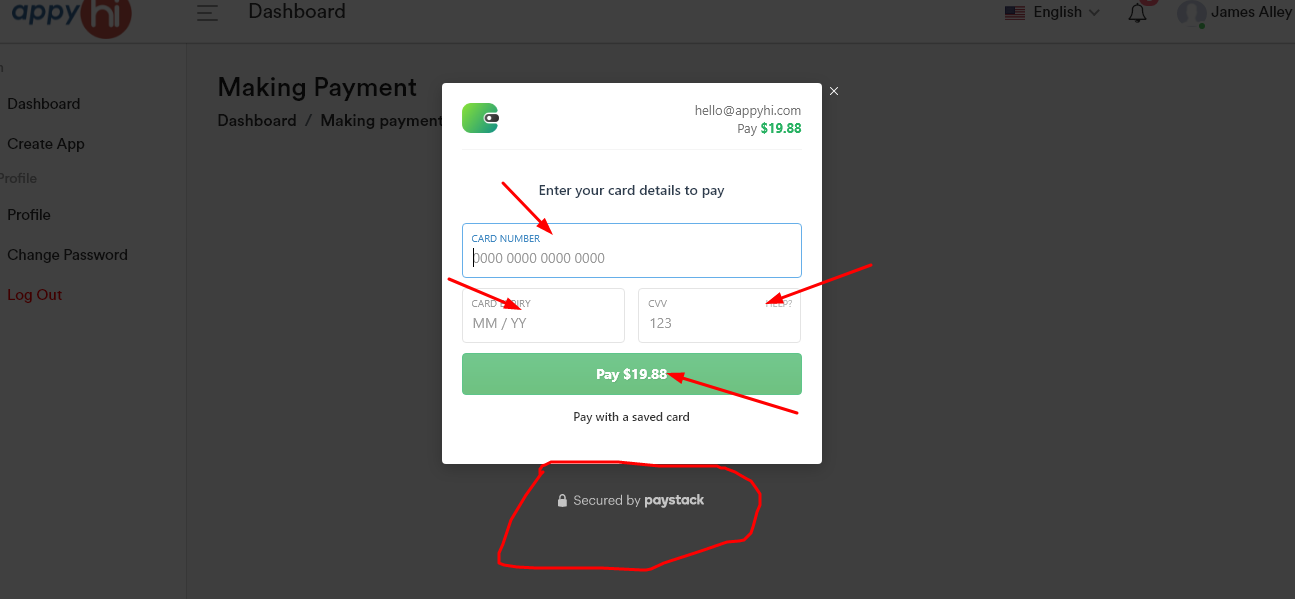 appyhi
Dashboard
English
James Alley
Dashboard
Create App
Profile
Profile
Change Password
Log Out
Making Payment
Dashboard / Making payment
hello@appyhi.com
Pay $19.88
Enter your card details to pay
CARD NUMBER
0000 0000 0000 0000
CARD EXPIRY
MM / YY
CVV
HELP?
123
Pay $19.88
Pay with a saved card
Secured by paystack